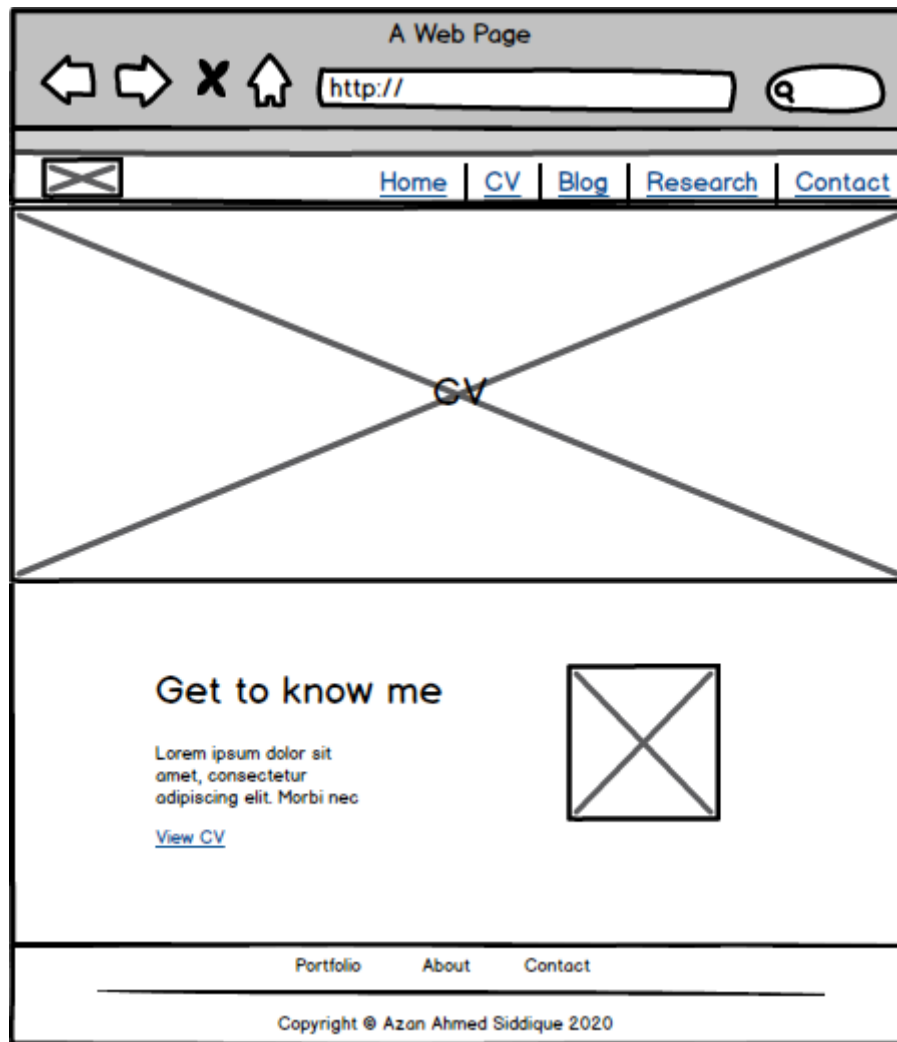 A Web Page
http://
Home CV Blog Research Contact
CV
Get to know me
Lorem ipsum dolor sit
amet, consectetur
adipiscing elit. Morbi nec
View CV
Portfolio About Contact
Copyright © Azan Ahmed Siddique 2020